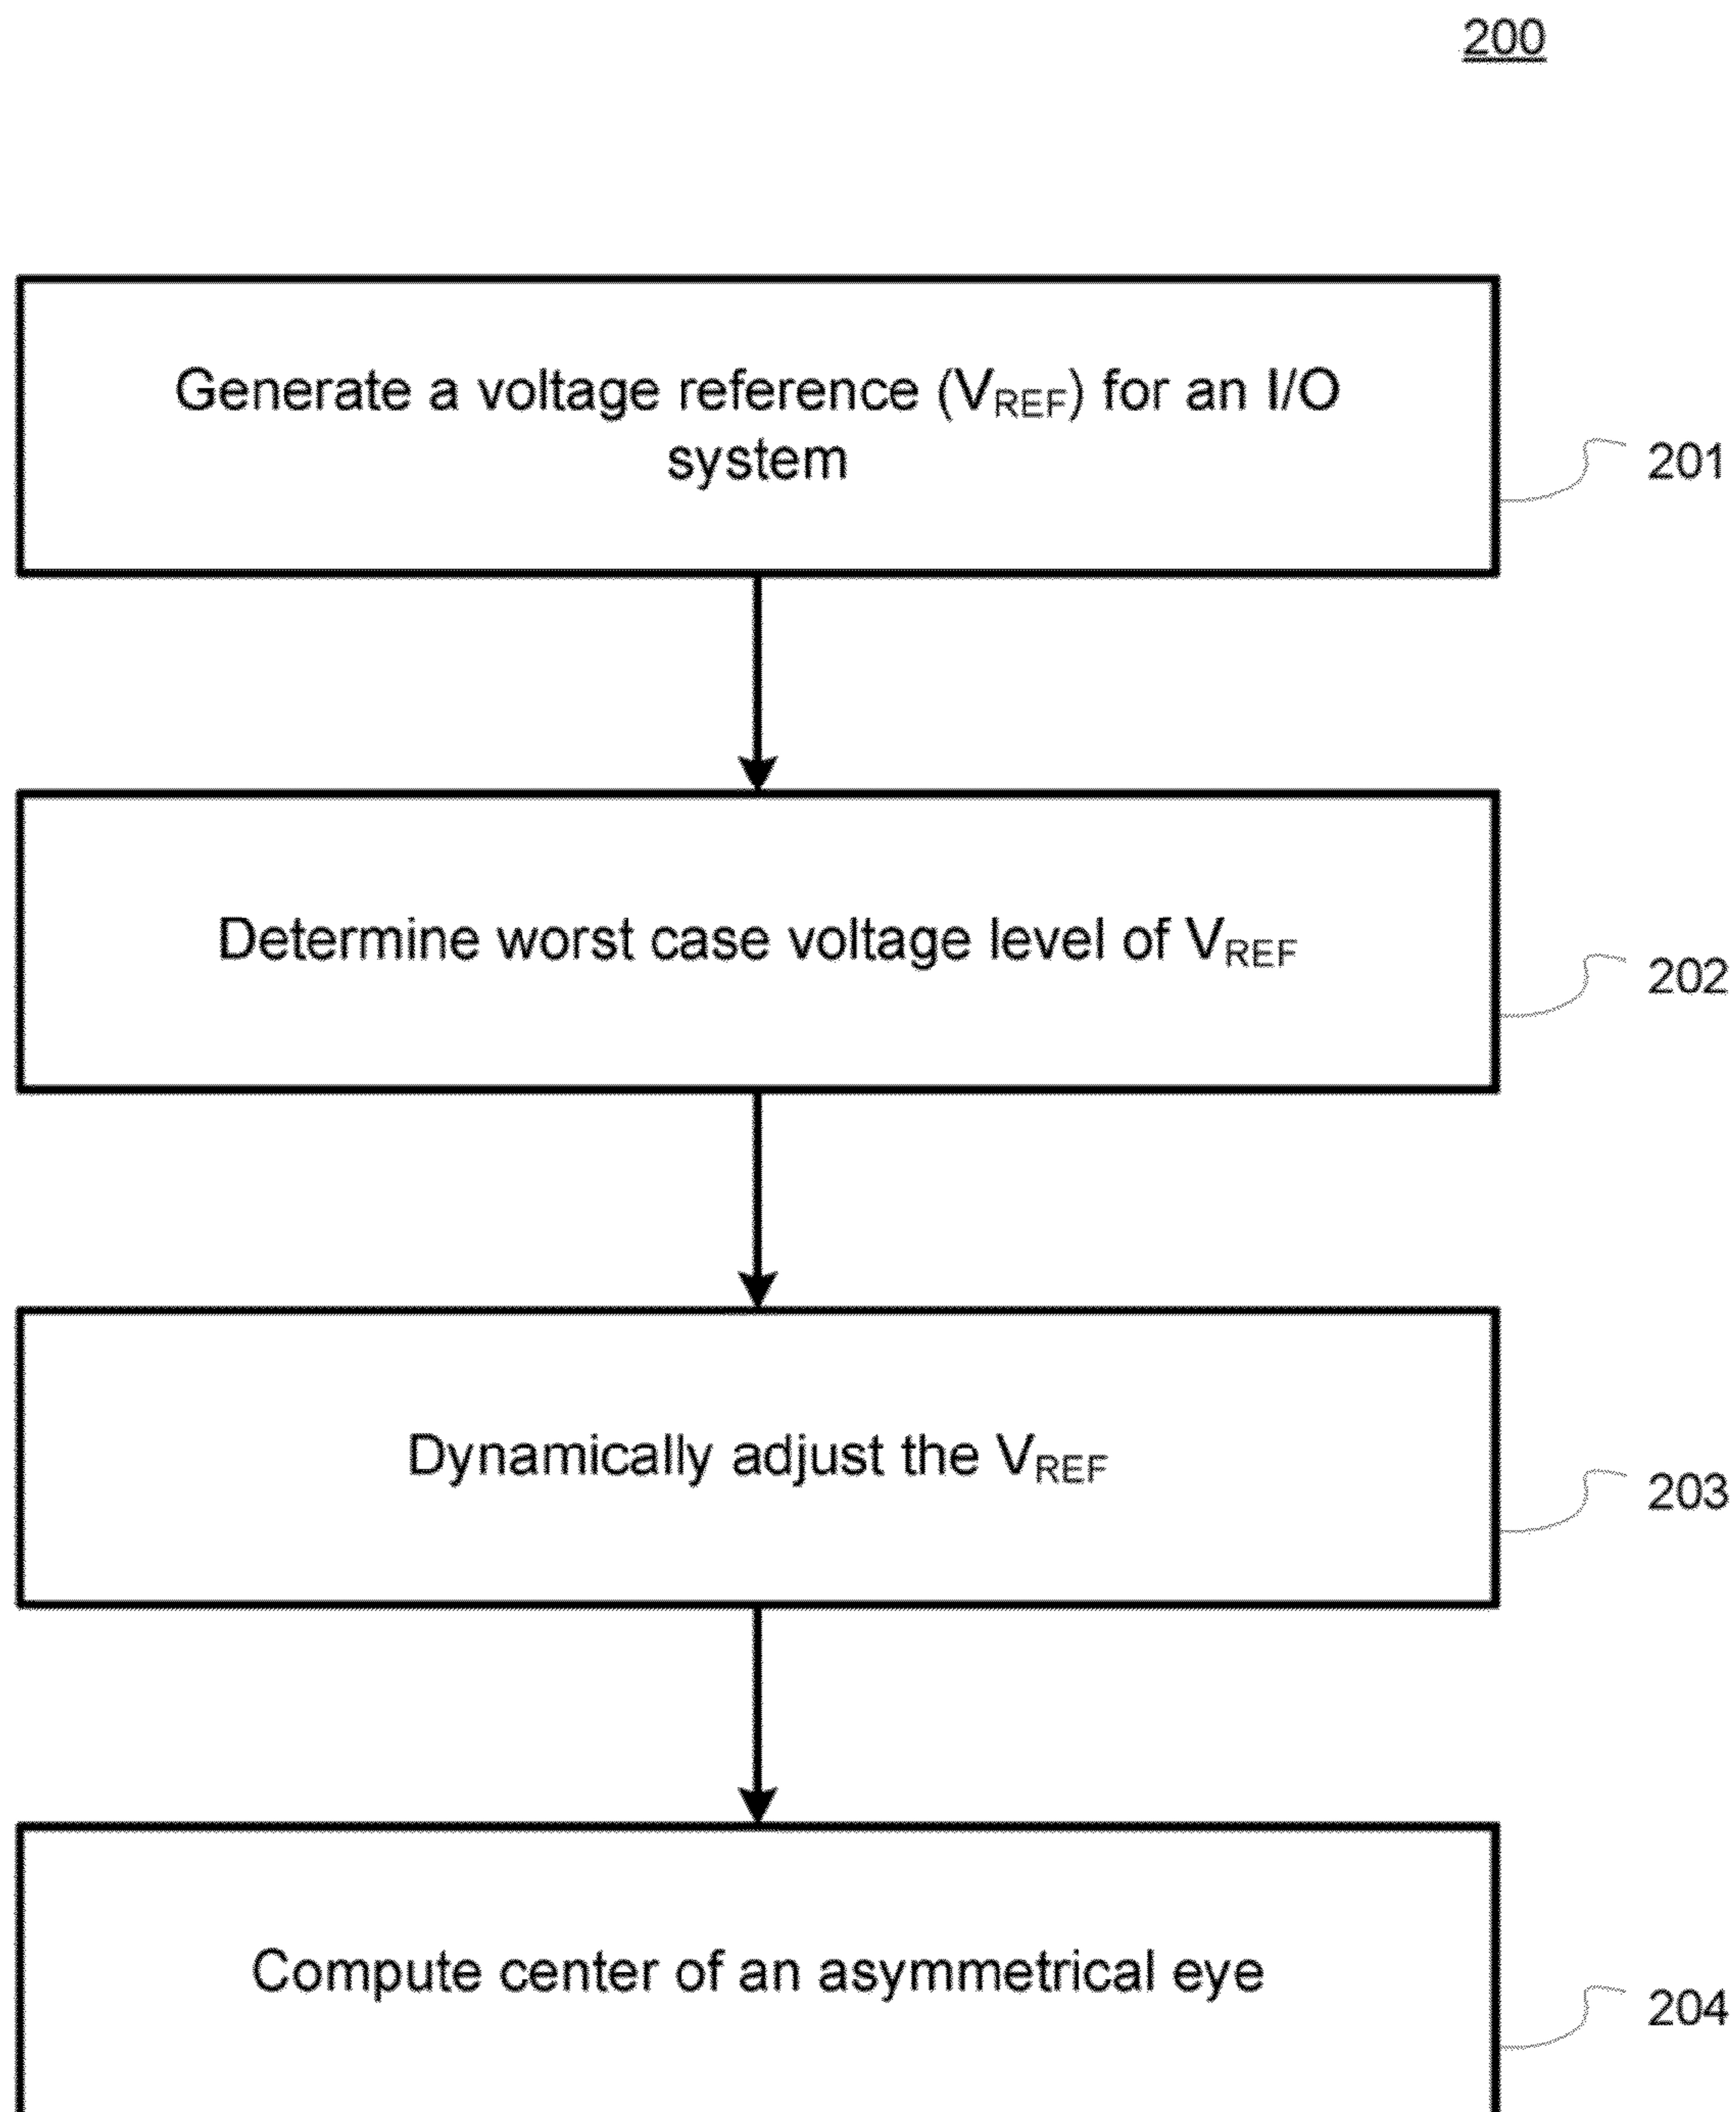 200
Generate a voltage reference (VREF) for an I/O
system
201
Determine worst case voltage level of VREF
202
Dynamically adjust the VREF
203
Compute center of an asymmetrical eye
204